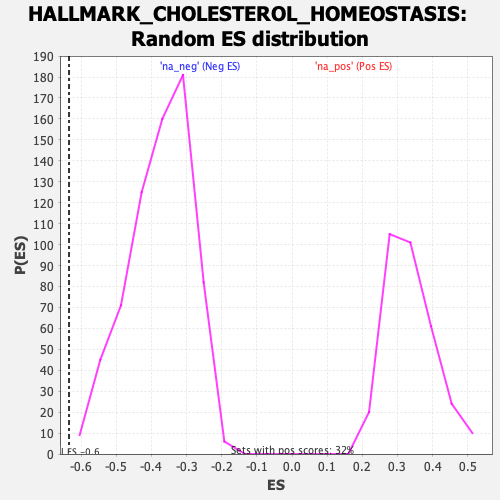 HALLMARK_CHOLESTEROL_HOMEOSTASIS:
Random ES distribution
'na_neg' (Neg ES) 'na_pos' (Pos ES)
190
180
170
160
150
140
130
120
110
100
90
80
70
60
50
40
30
20
10
0
P(ES)
Sets with pos scores: 32%
-0.6 -0.5 -0.4 -0.3 -0.2 -0.1 0.0 0.1 0.2 0.3 0.4 0.5
ES